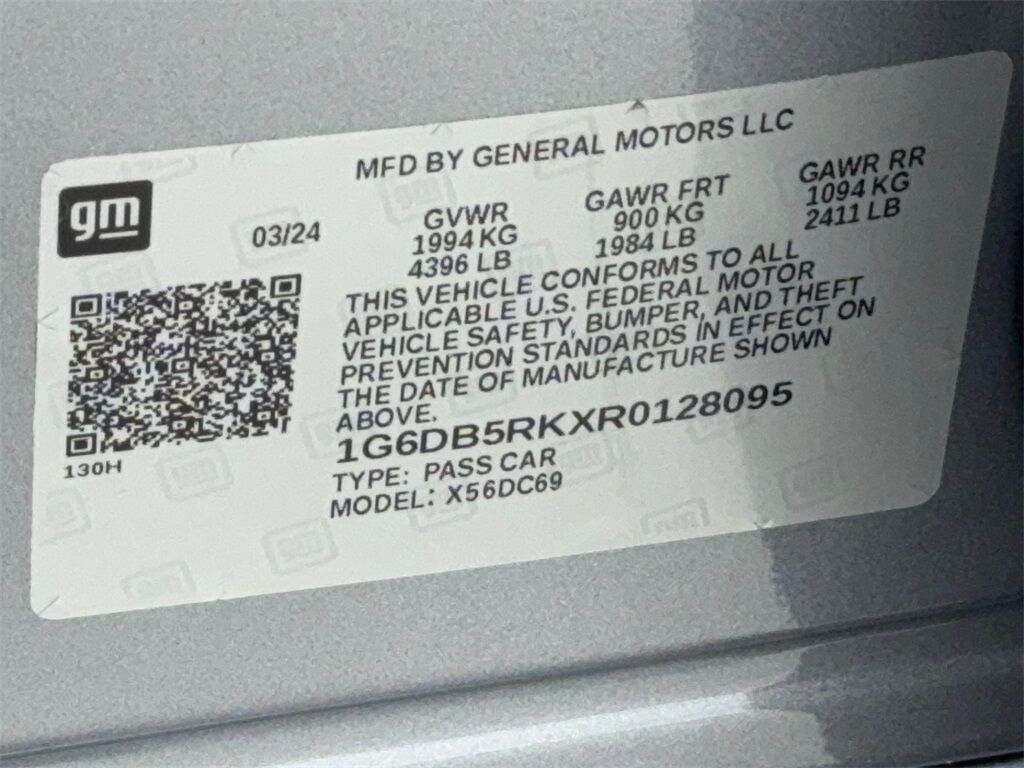 MFD BY GENERAL MOTORS LLC
gm
03/24
GVWR
1994 KG
4396 LB
GAWR FRT
900 KG
1984 LB
GAWR RR
1094 KG
2411 LB
THIS VEHICLE CONFORMS TO ALL
APPLICABLE U.S. FEDERAL MOTOR
VEHICLE SAFETY, BUMPER, AND THEFT
PREVENTION STANDARDS IN EFFECT ON
THE DATE OF MANUFACTURE SHOWN
ABOVE.
1G6DB5RKXR0128095
TYPE: PASS CAR
MODEL: X56DC69
130H